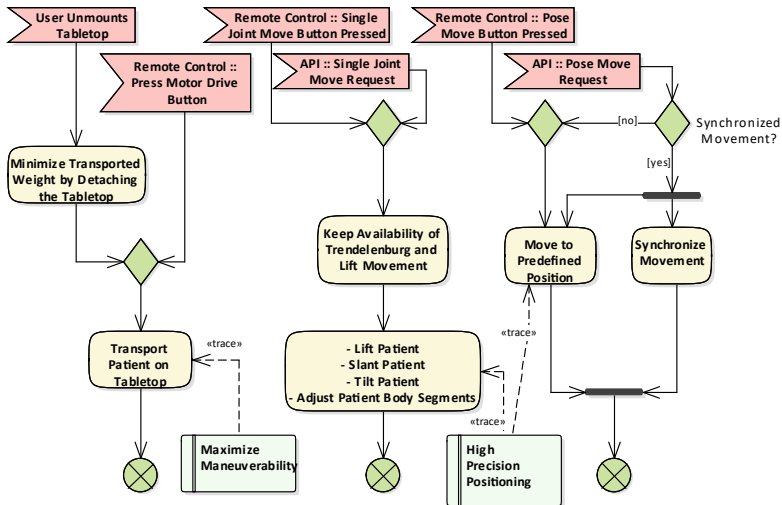 User Unmounts
Tabletop
Remote Control ::
Press Motor Drive
Button
Minimize Transported
Weight by Detaching
the Tabletop
«trace»
Transport
Patient on
Tabletop
Maximize
Maneuverability
Remote Control :: Single
Joint Move Button Pressed
API :: Single Joint
Move Request
Keep Availability of
Trendelenburg and
Lift Movement
- Lift Patient
- Slant Patient
- Tilt Patient
- Adjust Patient Body Segments
«trace»
«trace»
High
Precision
Positioning
Remote Control :: Pose
Move Button Pressed
API :: Pose Move
Request
[no]
Synchronized
Movement?
[yes]
Move to
Predefined
Position
Synchronize
Movement